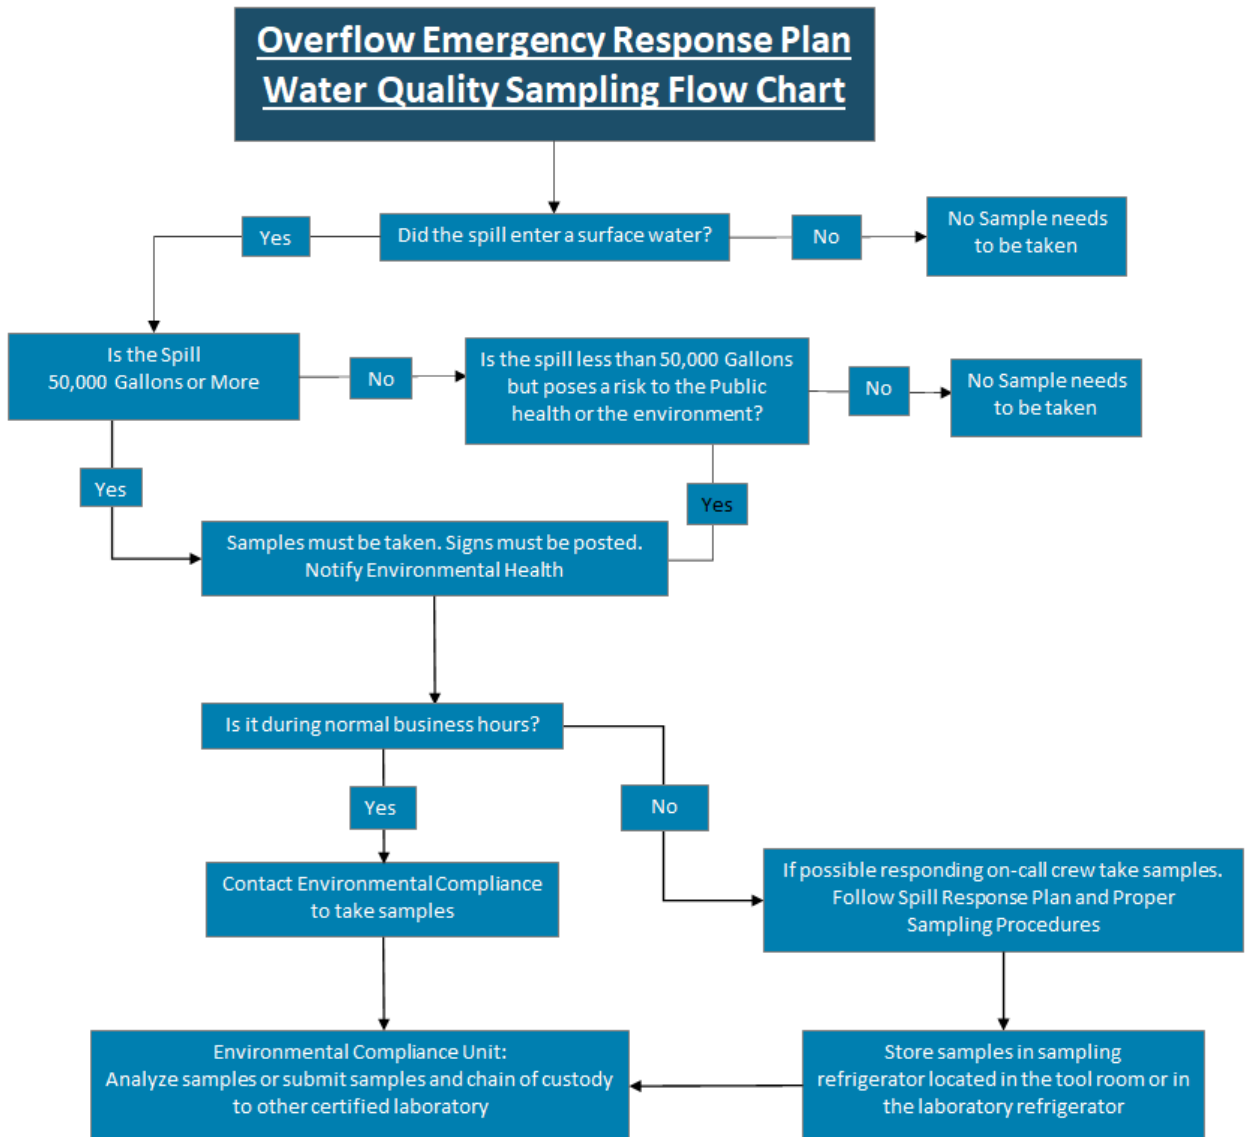 Overflow Emergency Response Plan
Water Quality Sampling Flow Chart
Yes
Did the spill enter a surface water?
No
No Sample needs
to be taken
Is the Spill
50,000 Gallons or More
No
Is the spill less than 50,000 Gallons
but poses a risk to the Public
health or the environment?
No
No Sample needs
to be taken
Yes
Yes
Samples must be taken. Signs must be posted.
Notify Environmental Health
Is it during normal business hours?
Yes
No
Contact Environmental Compliance
to take samples
If possible responding on-call crew take samples.
Follow Spill Response Plan and Proper
Sampling Procedures
Environmental Compliance Unit:
Analyze samples or submit samples and chain of custody
to other certified laboratory
Store samples in sampling
refrigerator located in the tool room or in
the laboratory refrigerator